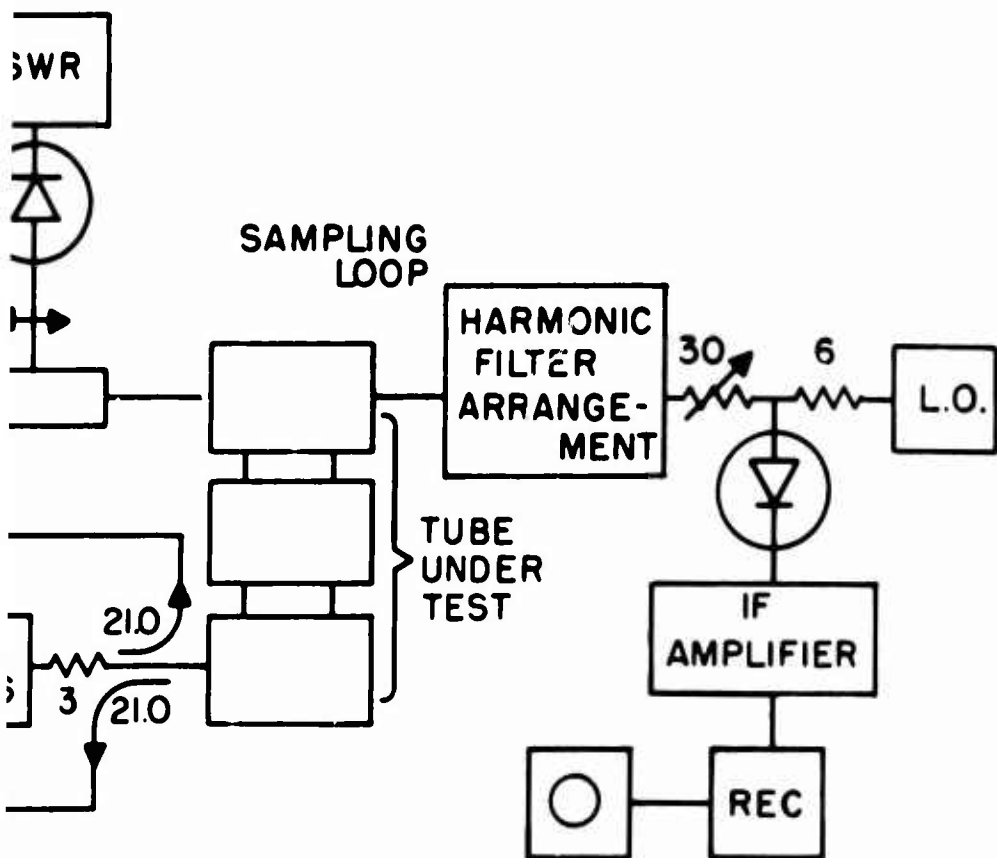 SWR
SAMPLING
LOOP
HARMONIC
FILTER
ARRANGE-
MENT
30
6
L.O.
TUBE
UNDER
TEST
21.0
3
21.0
S
IF
AMPLIFIER
REC